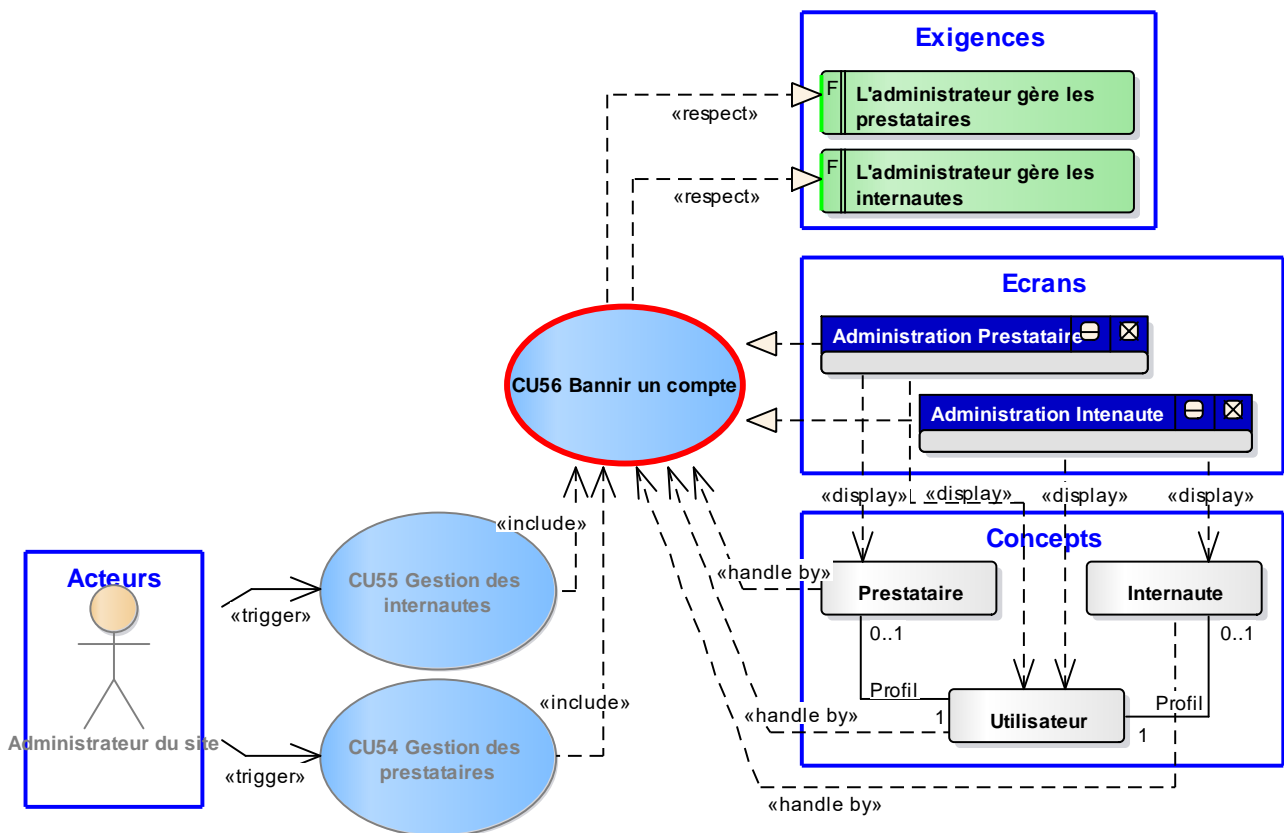 Exigences
F
L'administrateur gère les
prestataires
«respect»
F
L'administrateur gère les
internautes
«respect»
Ecrans
Administration Prestataire
CU56 Bannir un compte
Administration Intenaute
«display»
«display»
«display»
«display»
«include»
Concepts
Acteurs
CU55 Gestion des
internautes
«handle by»
Prestataire
Internaute
«trigger»
0..1
0..1
Profil
Profil
«include»
«handle by»
1
Utilisateur
1
Administrateur du site
CU54 Gestion des
prestataires
«trigger»
«handle by»